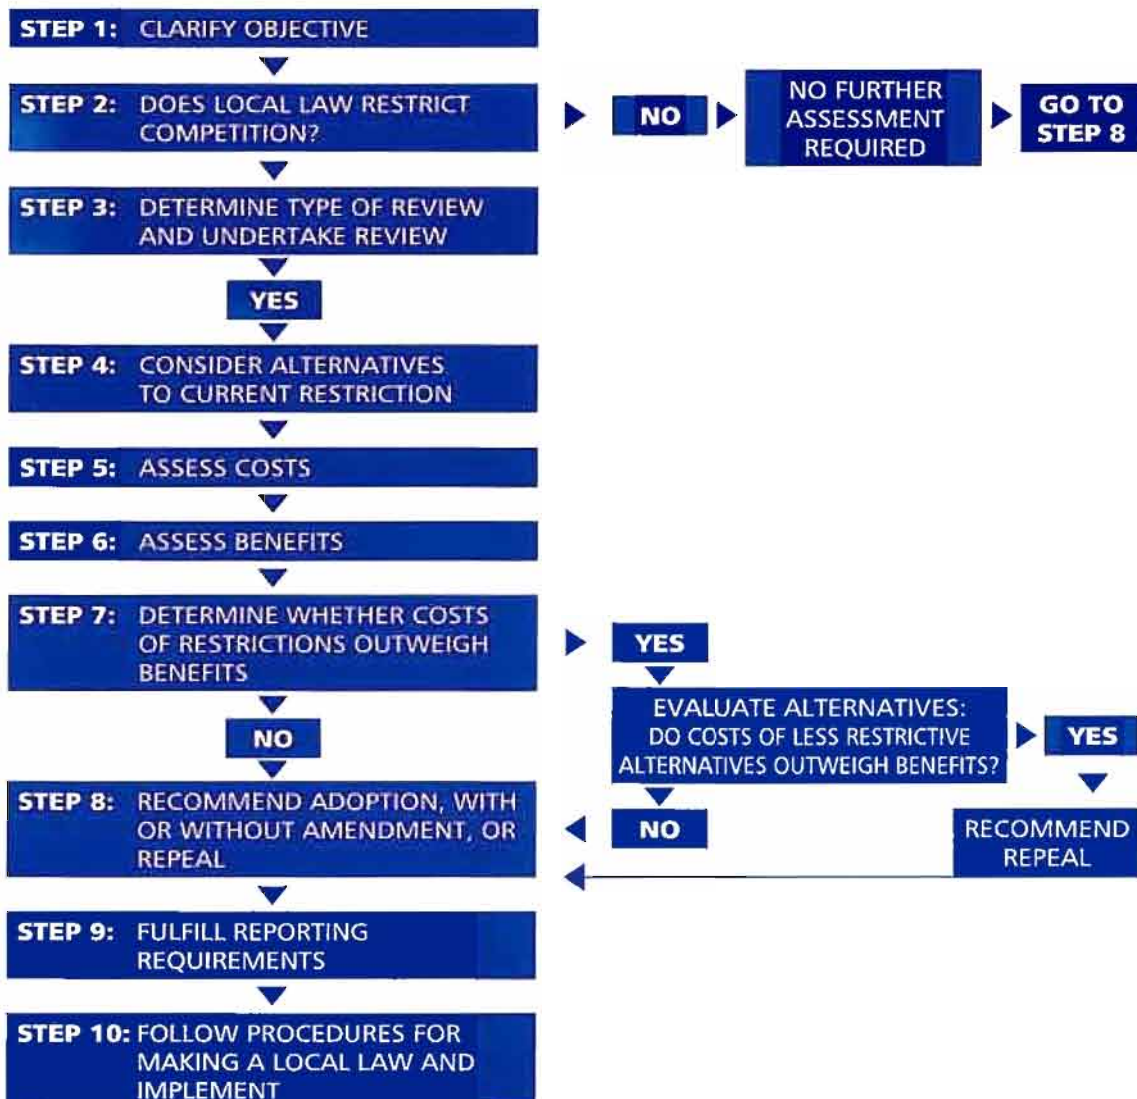 STEP 1: CLARIFY OBJECTIVE
STEP 2: DOES LOCAL LAW RESTRICT
COMPETITION?
NO
NO FURTHER
ASSESSMENT
REQUIRED
GO TO
STEP 8
STEP 3: DETERMINE TYPE OF REVIEW
AND UNDERTAKE REVIEW
YES
STEP 4: CONSIDER ALTERNATIVES
TO CURRENT RESTRICTION
STEP 5: ASSESS COSTS
STEP 6: ASSESS BENEFITS
STEP 7: DETERMINE WHETHER COSTS
OF RESTRICTIONS OUTWEIGH
BENEFITS
YES
EVALUATE ALTERNATIVES:
DO COSTS OF LESS RESTRICTIVE
ALTERNATIVES OUTWEIGH BENEFITS?
YES
NO
NO
RECOMMEND
REPEAL
STEP 8: RECOMMEND ADOPTION, WITH
OR WITHOUT AMENDMENT, OR
REPEAL
STEP 9: FULFILL REPORTING
REQUIREMENTS
STEP 10: FOLLOW PROCEDURES FOR
MAKING A LOCAL LAW AND
IMPLEMENT